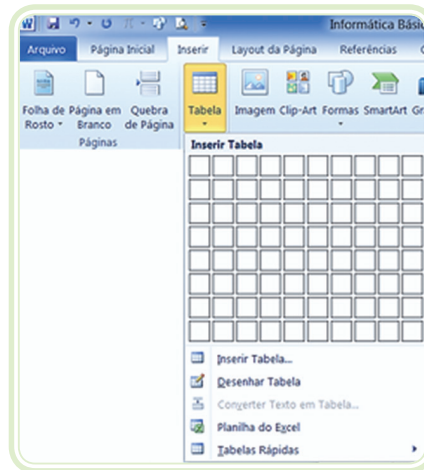 Informática Básic
Arquivo Página Inicial Inserir Layout da Página Referências
Folha de Rosto Página em Branco Quebra de Página Tabela Imagem Clip-Art Formas SmartArt Gr
Páginas
Inserir Tabela
Inserir Tabela...
Desenhar Tabela
Converter Texto em Tabela...
Planilha do Excel
Tabelas Rápidas